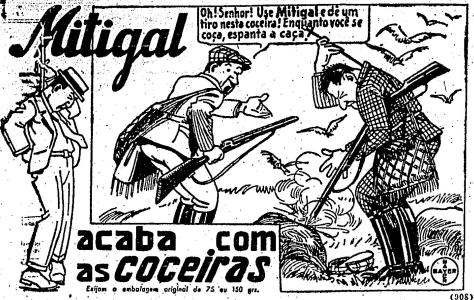 Mitigal
Oh! Senhor! Use Mitigal e dê um
tiro nesta coceira! Enquanto você se
coça, espanta a caça!
acaba com
as coceiras
Exijam a embalagem original de 75 ou 150 grs.
BAYER
BAYER